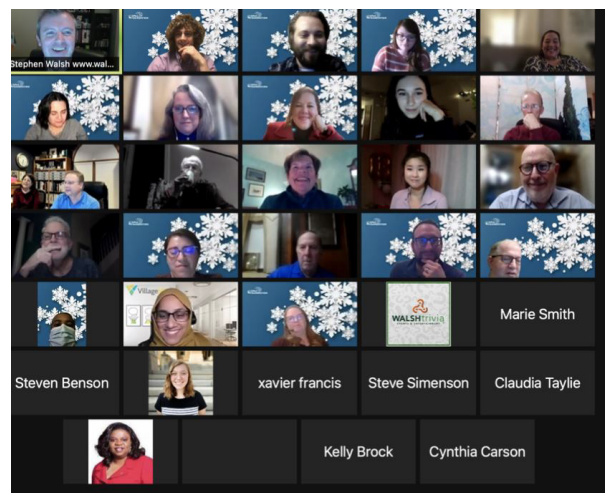 Stephen Walsh www.wal...
Village
WALSHtrivia
Marie Smith
Steven Benson
xavier francis
Steve Simenson
Claudia Taylie
Kelly Brock
Cynthia Carson